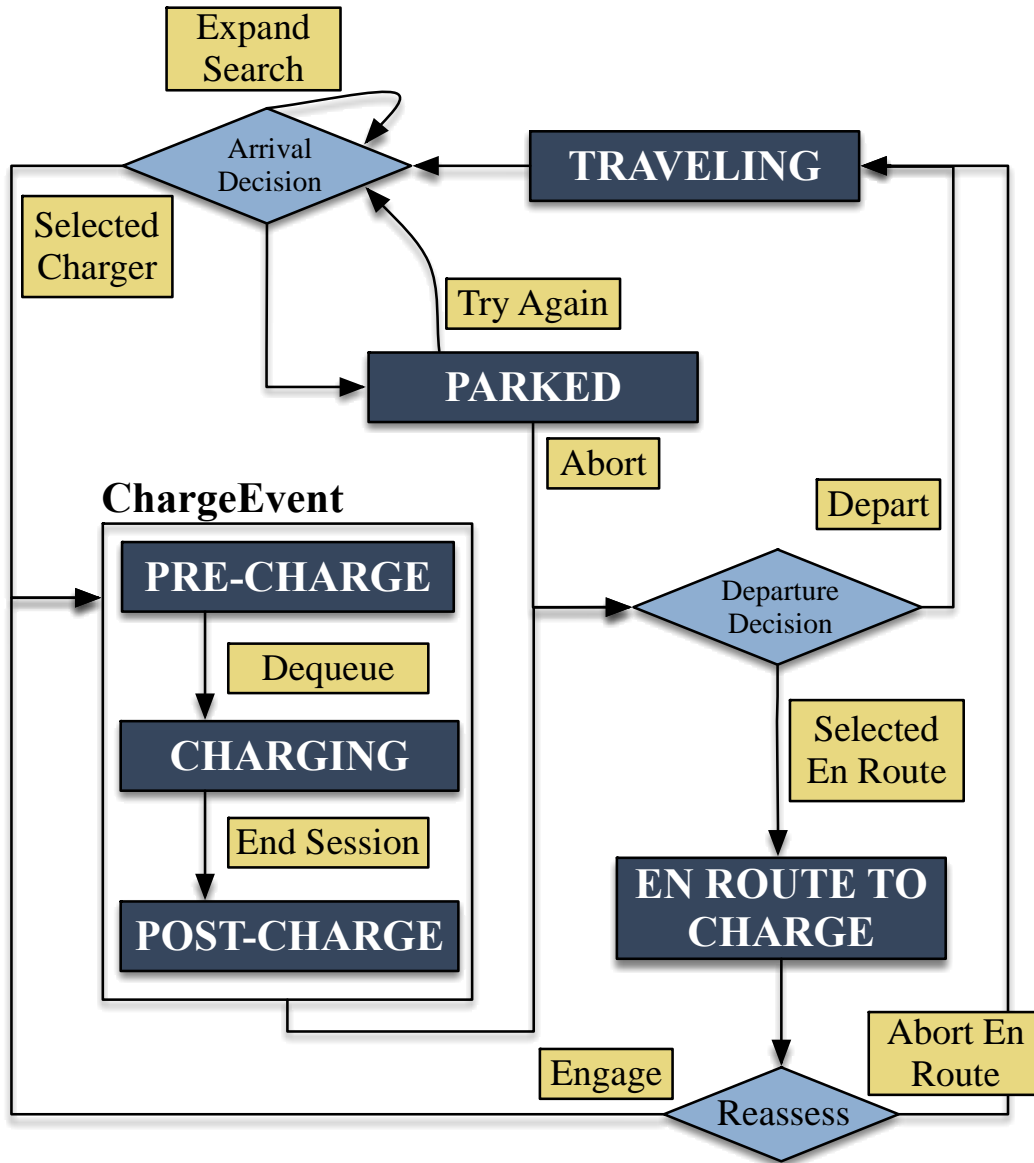 Expand
Search
Arrival
Decision
TRAVELING
Selected
Charger
Try Again
PARKED
Abort
Depart
ChargeEvent
PRE-CHARGE
Departure
Decision
Dequeue
CHARGING
Selected
En Route
End Session
EN ROUTE TO
CHARGE
POST-CHARGE
Engage
Abort En
Route
Reassess